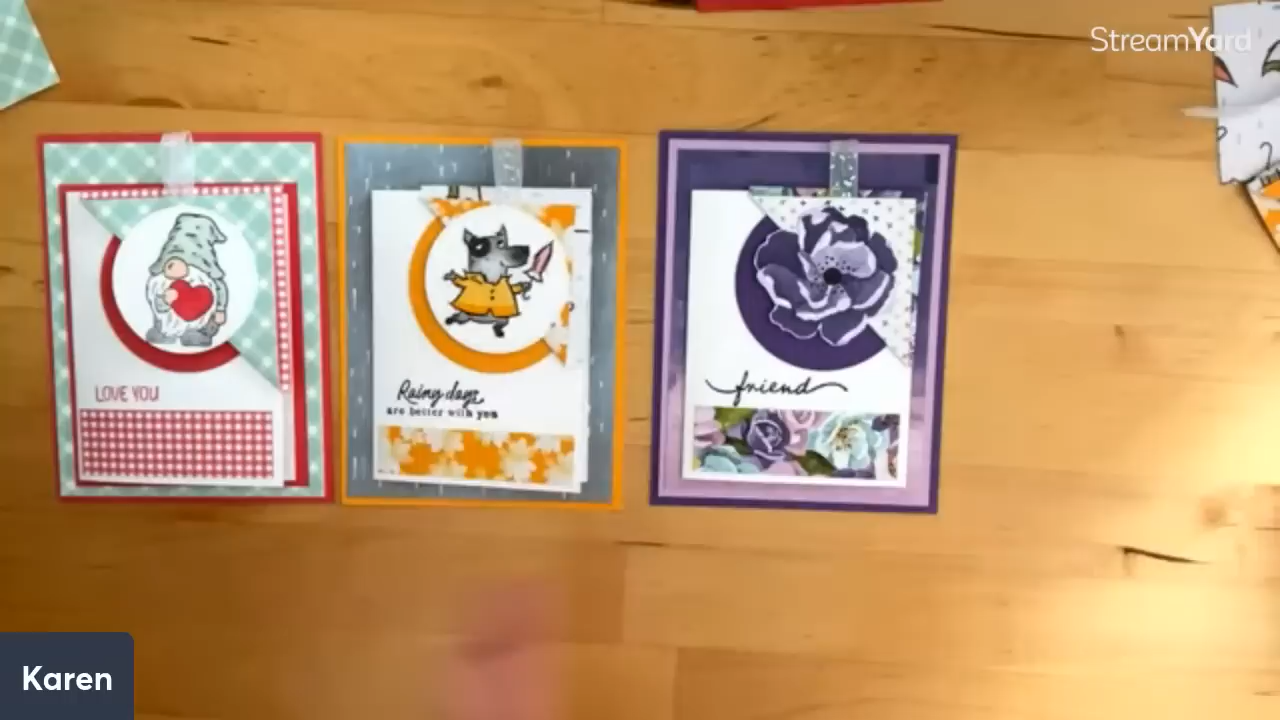 StreamYard
LOVE YOU
Rainy days
are better with you
friend
Karen